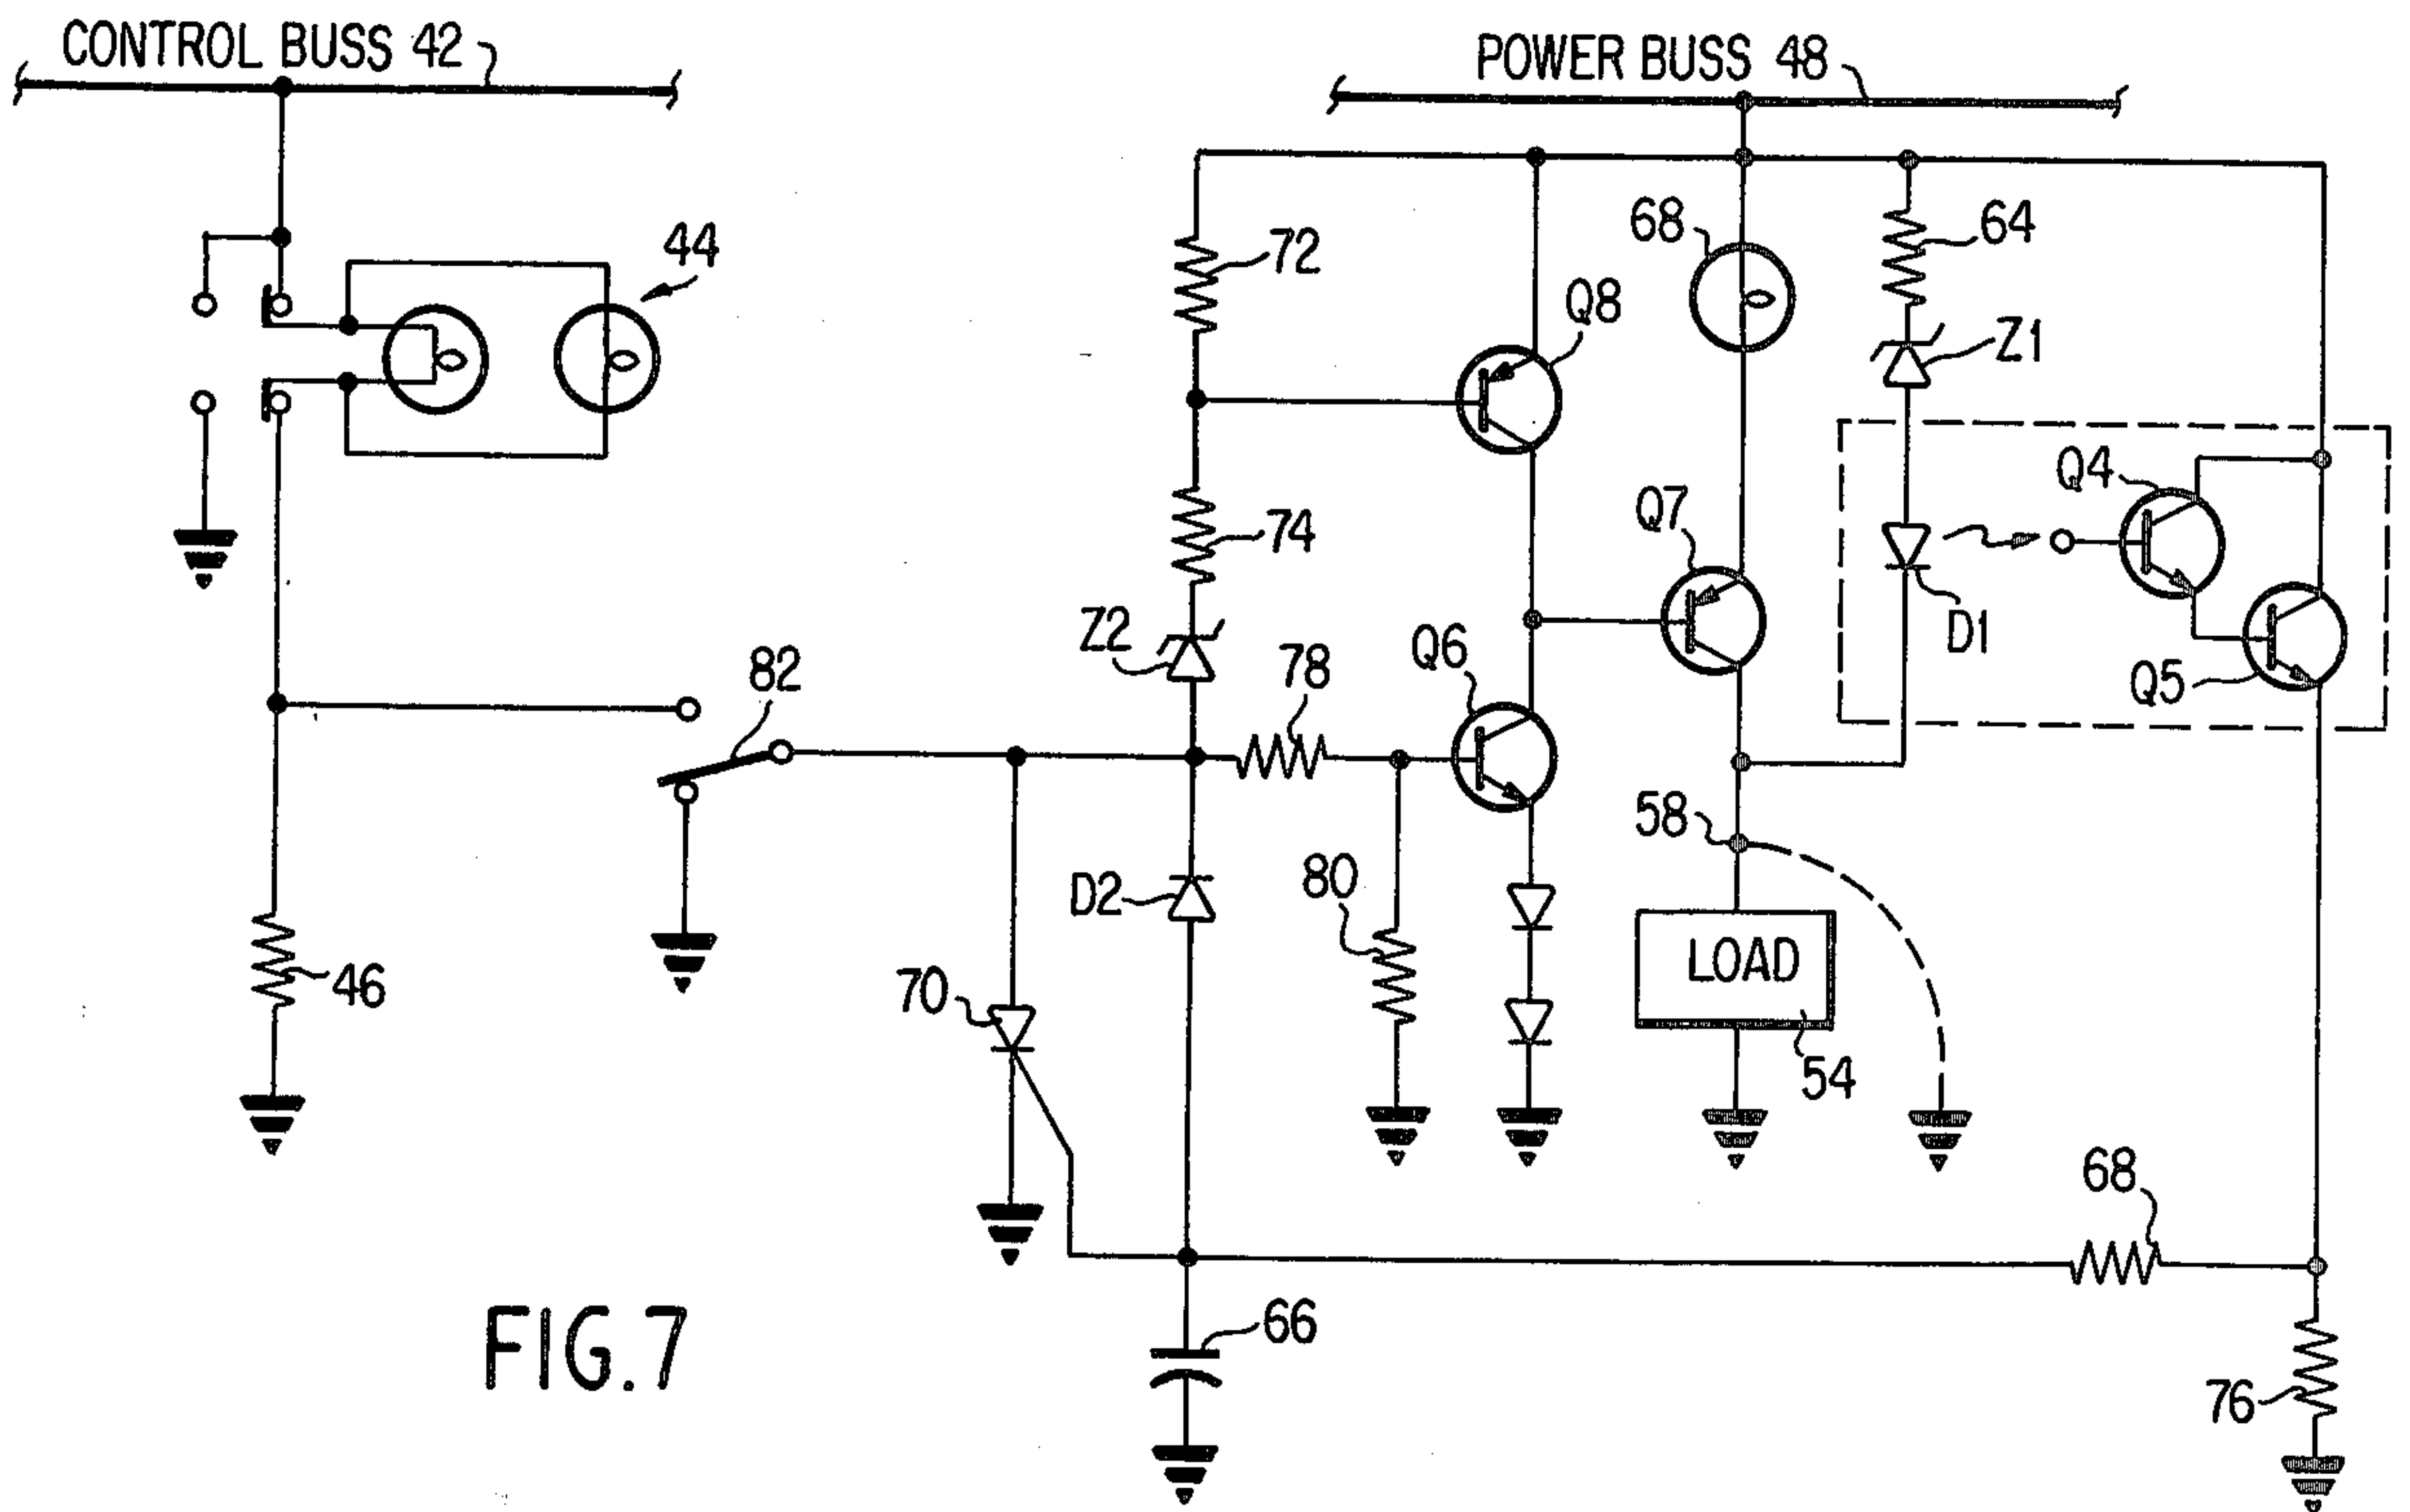 CONTROL BUSS 42
POWER BUSS 48
44
72
68
64
Q8
Z1
74
Q7
Q4
Z2
78
Q6
D1
Q5
82
58
D2
80
LOAD
70
46
54
68
66
76
FIG. 7